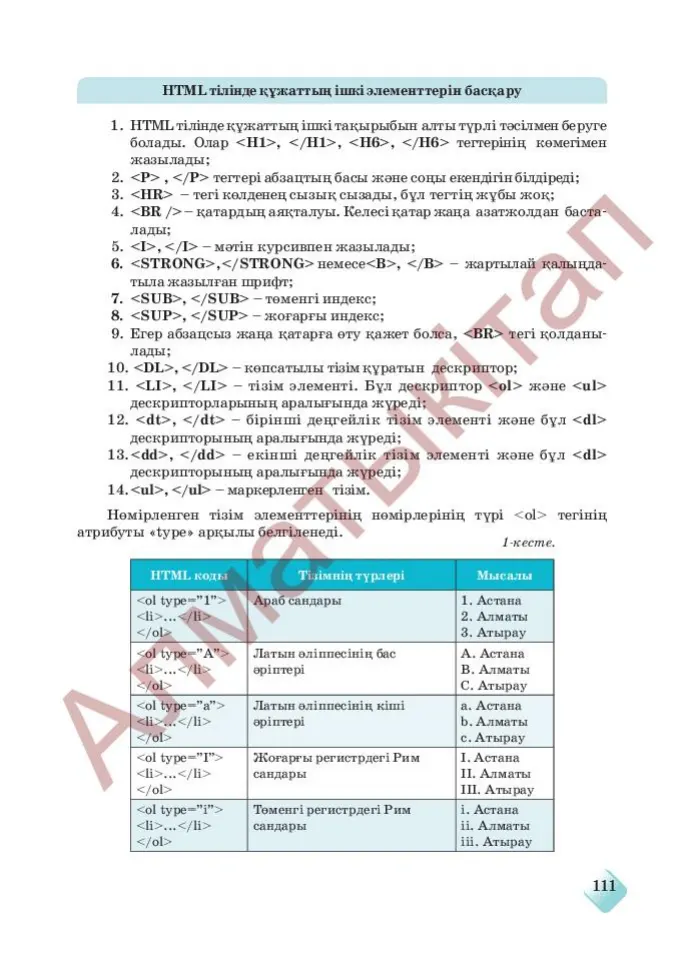 HTML тілінде құжаттың ішкі элементтерін басқару
1. HTML тілінде құжаттың ішкі тақырыбын алты түрлі тәсілмен беруге
болады. Олар <H1>, </H1>, <H6>, </H6> тегтерінің көмегімен
жазылады;
2. <P> , </P> тегтері абзацтың басы және соңы екендігін білдіреді;
3. <HR> – тегі көлденең сызық сызады, бұл тегтің жұбы жоқ;
4. <BR /> – қатардың аяқталуы. Келесі қатар жаңа азатжолдан баста-
лады;
5. <I>, </I> – мәтін курсивпен жазылады;
6. <STRONG>,</STRONG> немесе<B>, </B> – жартылай қалыңда-
тыла жазылған шрифт;
7. <SUB>, </SUB> – төменгі индекс;
8. <SUP>, </SUP> – жоғарғы индекс;
9. Егер абзацсыз жаңа қатарға өту қажет болса, <BR> тегі қолданы-
лады;
10. <DL>, </DL> – көпсатылы тізім құратын дескриптор;
11. <LI>, </LI> – тізім элементі. Бұл дескриптор <ol> және <ul>
дескрипторларының аралығында жүреді;
12. <dt>, </dt> – бірінші деңгейлік тізім элементі және бұл <dl>
дескрипторының аралығында жүреді;
13.<dd>, </dd> – екінші деңгейлік тізім элементі және бұл <dl>
дескрипторының аралығында жүреді;
14.<ul>, </ul> – маркерленген тізім.
Нөмірленген тізім элементтерінің нөмірлерінің түрі <ol> тегінің
атрибуты «type» арқылы белгіленеді.
1-кесте.
HTML коды Тізімнің түрлері Мысалы
<ol type=”1”> Араб сандары 1. Астана
<li>...</li> 2. Алматы
</ol> 3. Атырау
<ol type=”A”> Латын әліппесінің бас A. Астана
<li>...</li> әріптері B. Алматы
</ol> C. Атырау
<ol type=”a”> Латын әліппесінің кіші a. Астана
<li>...</li> әріптері b. Алматы
</ol> c. Атырау
<ol type=”I”> Жоғарғы регистрдегі Рим I. Астана
<li>...</li> сандары II. Алматы
</ol> III. Атырау
<ol type=”i”> Төменгі регистрдегі Рим i. Астана
<li>...</li> сандары ii. Алматы
</ol> iii. Атырау
111
Алматыкітап